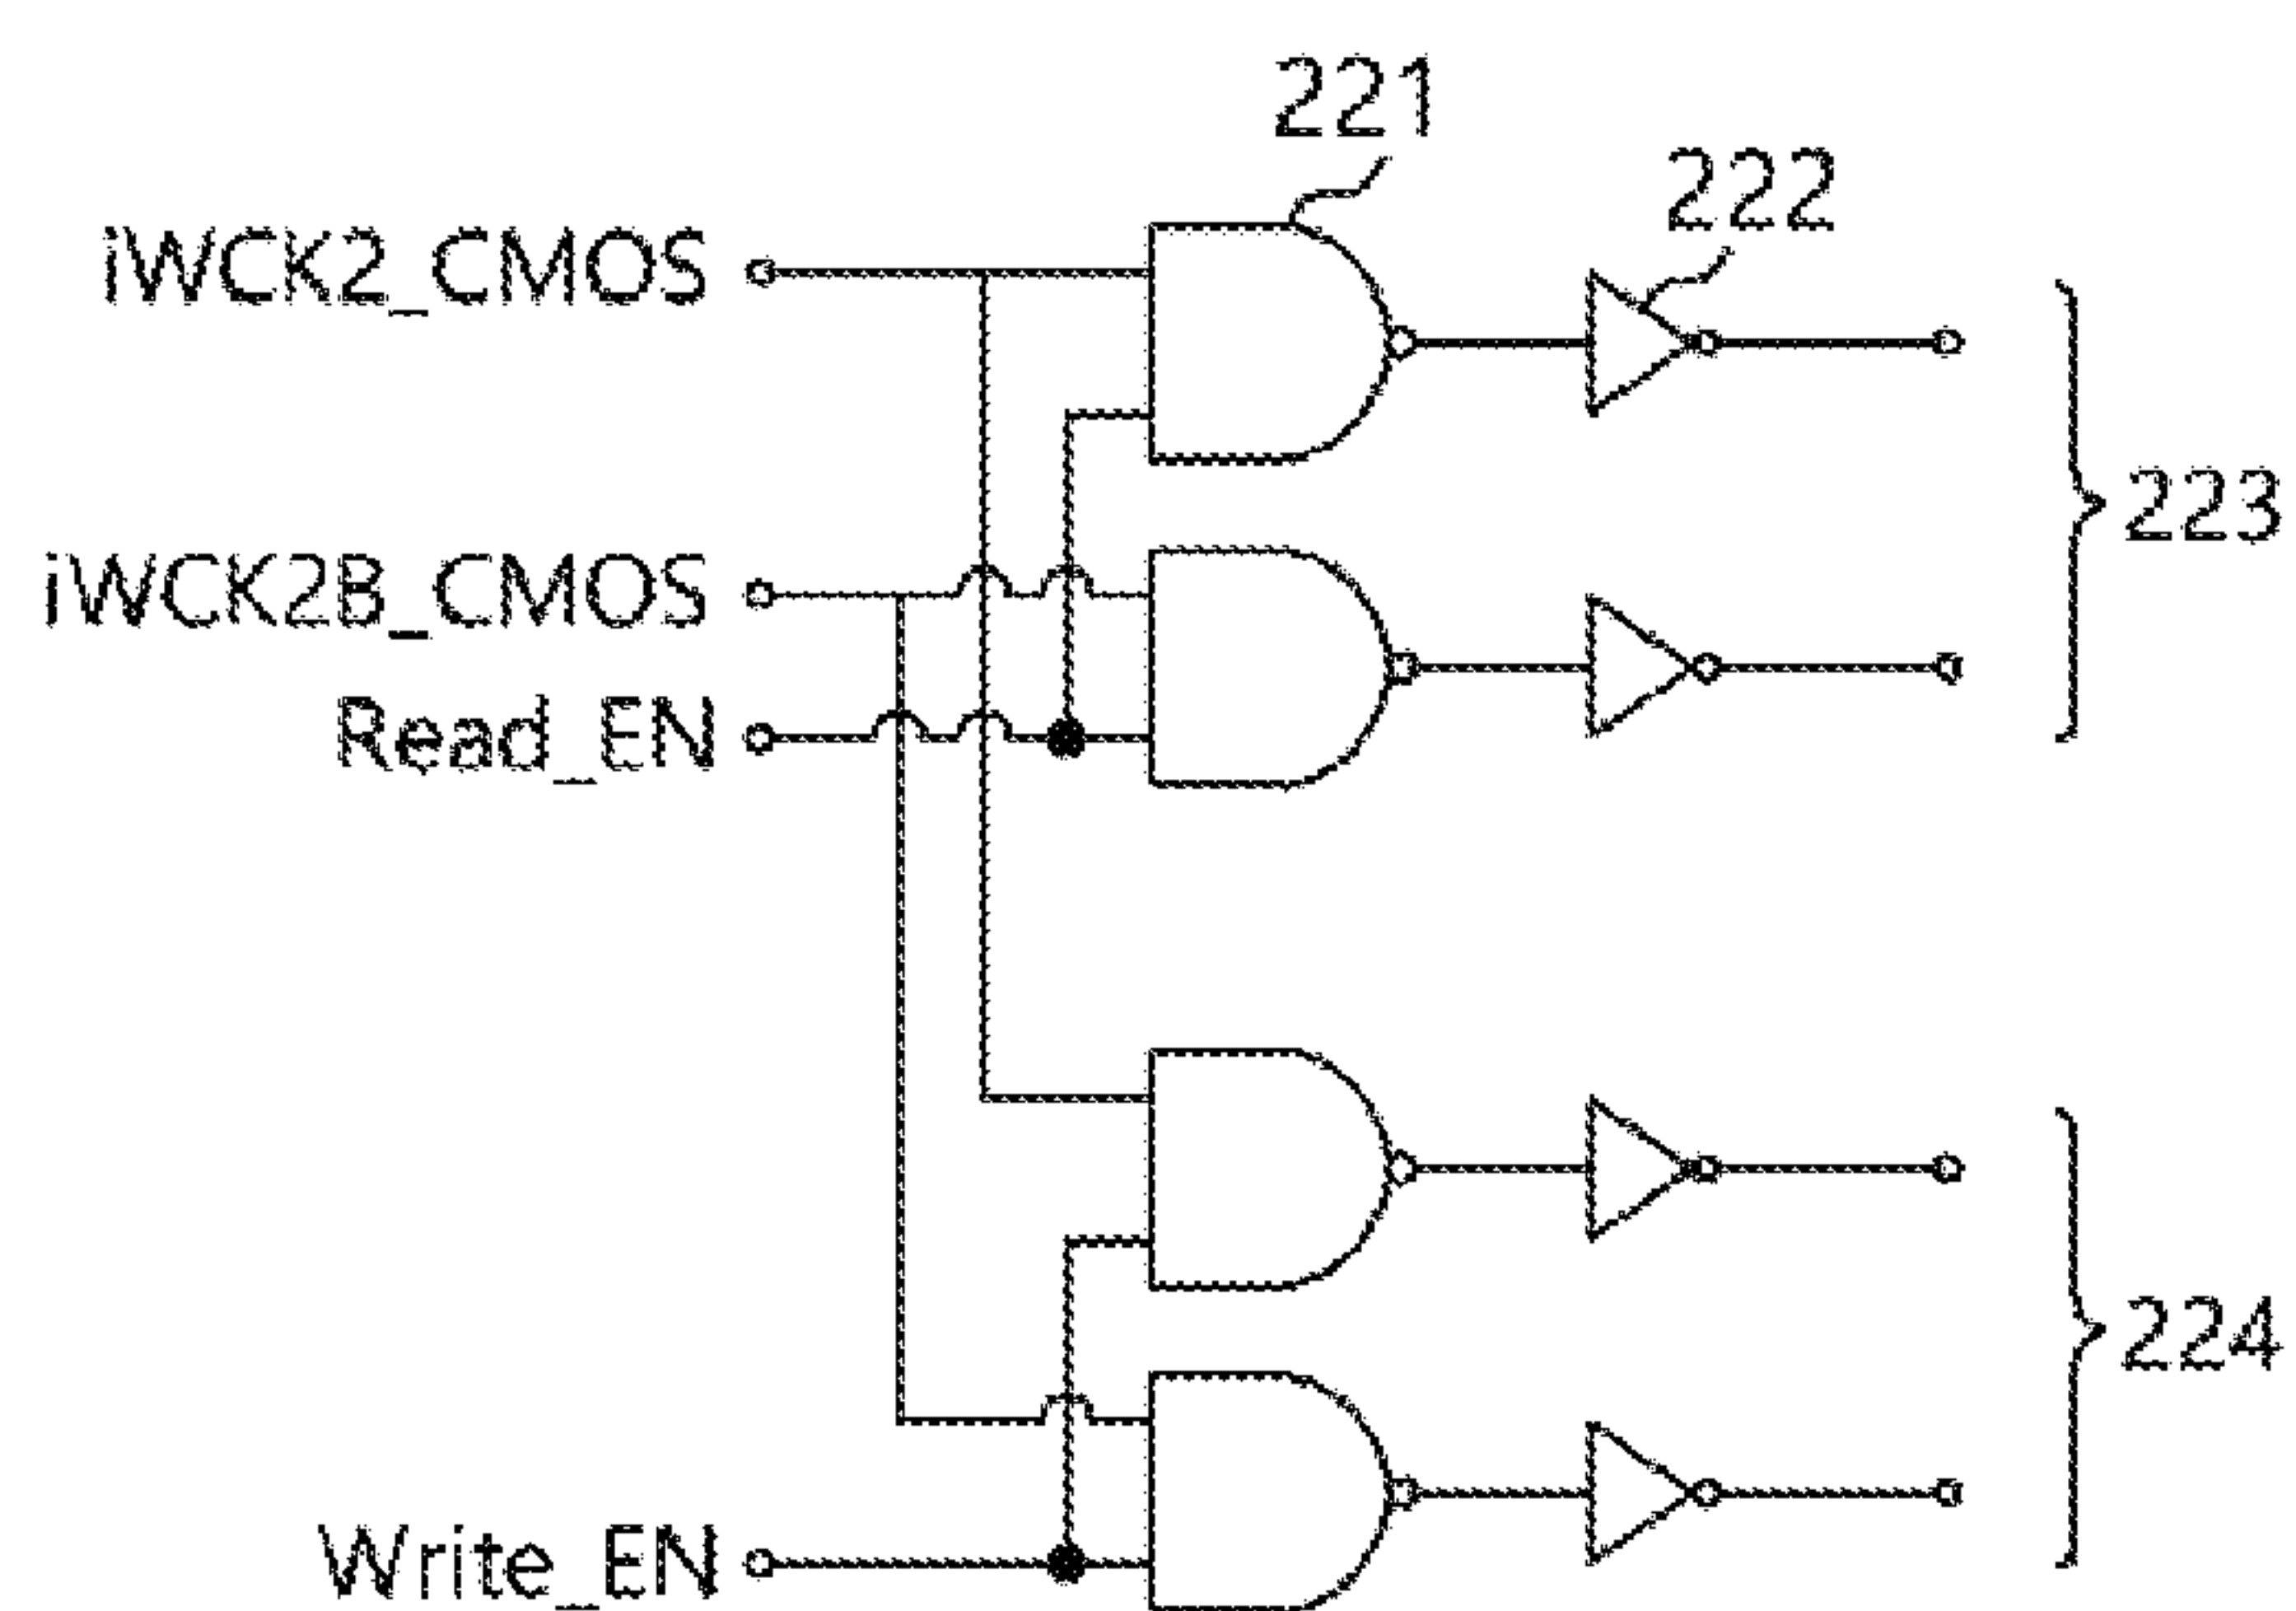 221
222
iWCK2_CMOS
223
iWCK2B_CMOS
Read_EN
224
Write_EN